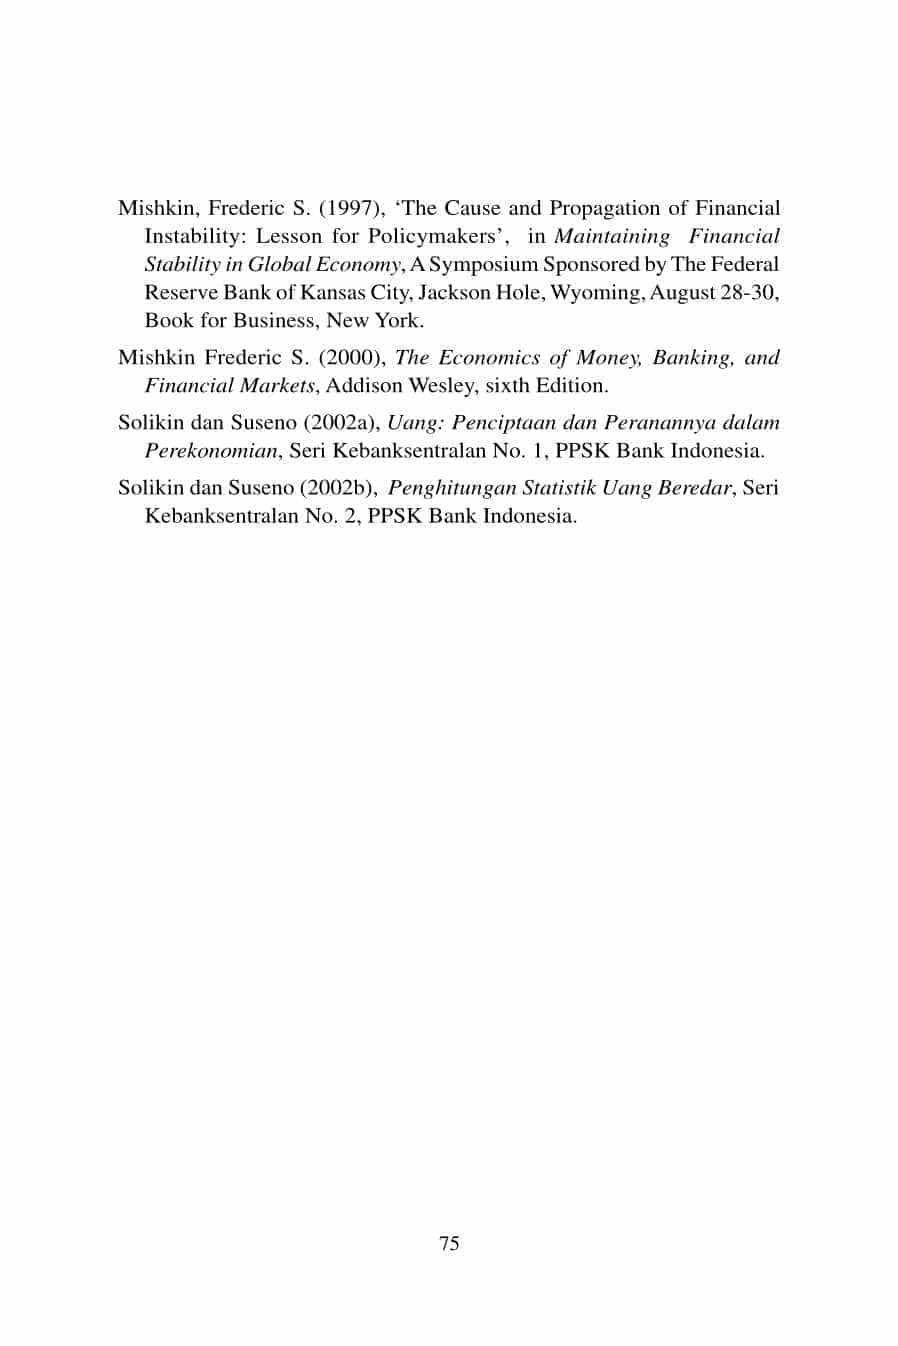 Mishkin, Frederic S. (1997), ‘The Cause and Propagation of Financial
Instability: Lesson for Policymakers’, in Maintaining Financial
Stability in Global Economy, A Symposium Sponsored by The Federal
Reserve Bank of Kansas City, Jackson Hole, Wyoming, August 28-30,
Book for Business, New York.
Mishkin Frederic S. (2000), The Economics of Money, Banking, and
Financial Markets, Addison Wesley, sixth Edition.
Solikin dan Suseno (2002a), Uang: Penciptaan dan Peranannya dalam
Perekonomian, Seri Kebanksentralan No. 1, PPSK Bank Indonesia.
Solikin dan Suseno (2002b), Penghitungan Statistik Uang Beredar, Seri
Kebanksentralan No. 2, PPSK Bank Indonesia.
75